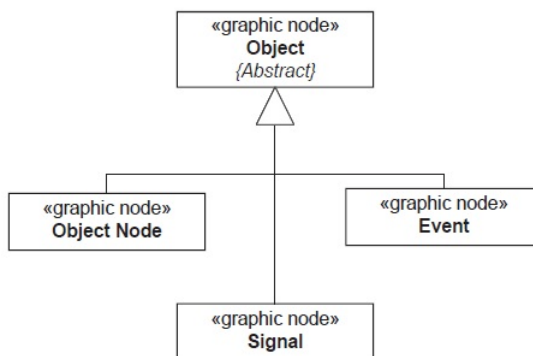 «graphic node»
Object
{Abstract}
«graphic node»
Object Node
«graphic node»
Event
«graphic node»
Signal